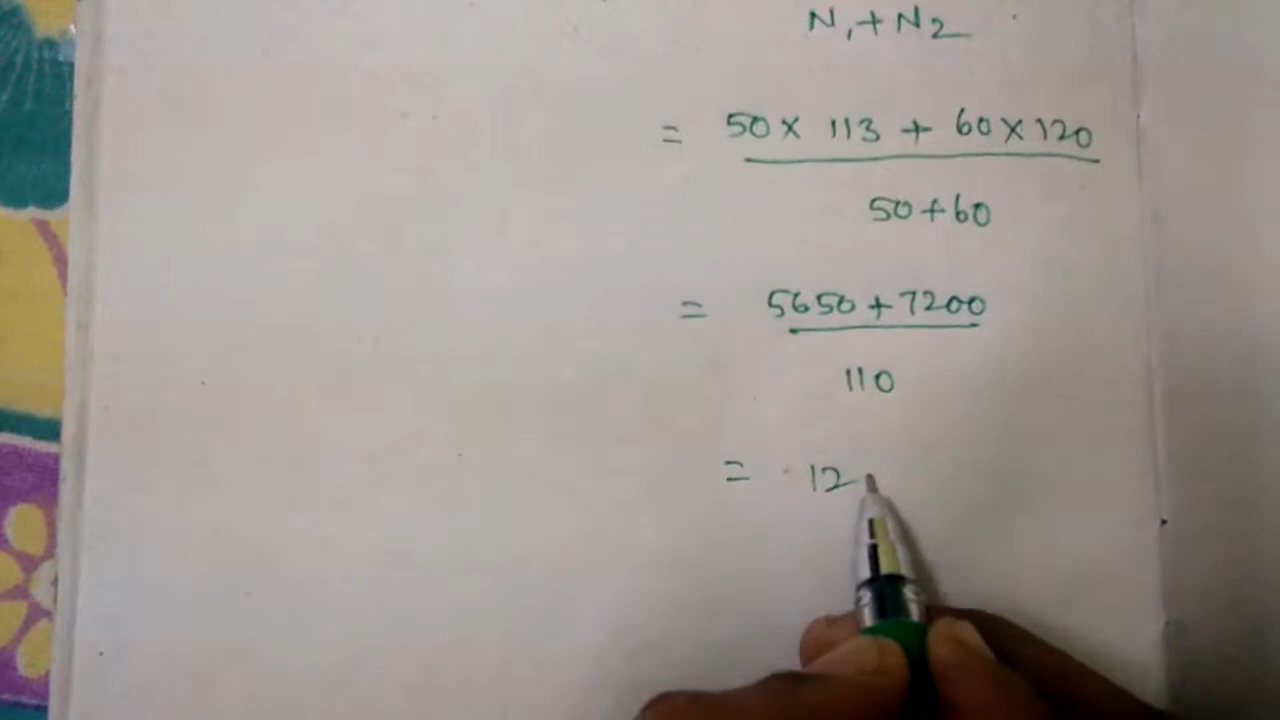 N₁+N₂
= 50× 113 + 60×120
50+60
= 5650+7200
110
= 12